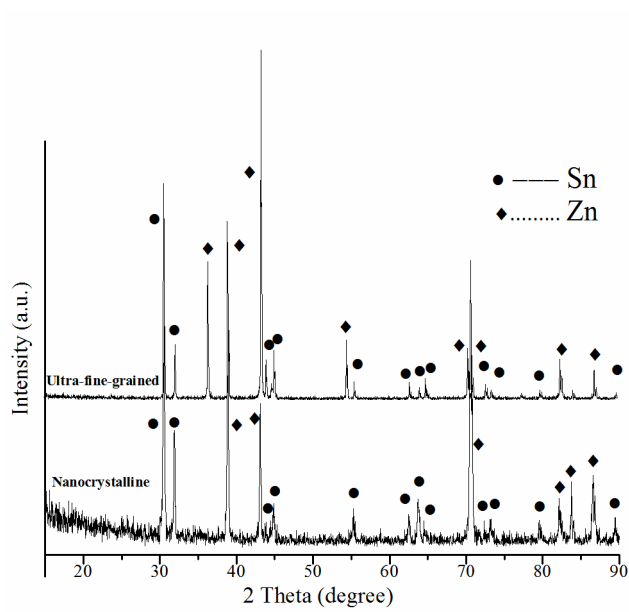 ● ――― Sn
♦......... Zn
Intensity (a.u.)
Ultra-fine-grained
Nanocrystalline
20 30 40 50 60 70 80 90
2 Theta (degree)